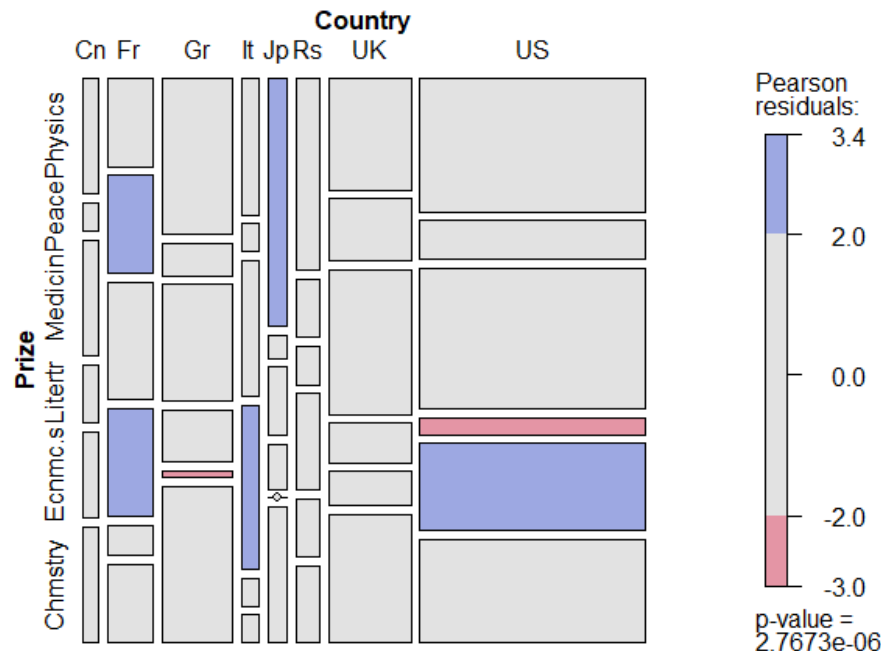 Country
Cn Fr Gr It Jp Rs UK US
Prize
Physics
Peace
Medicin
Litertr
Ecnmc.s
Chmstry
Pearson
residuals:
3.4
2.0
0.0
-2.0
-3.0
p-value =
2.7673e-06